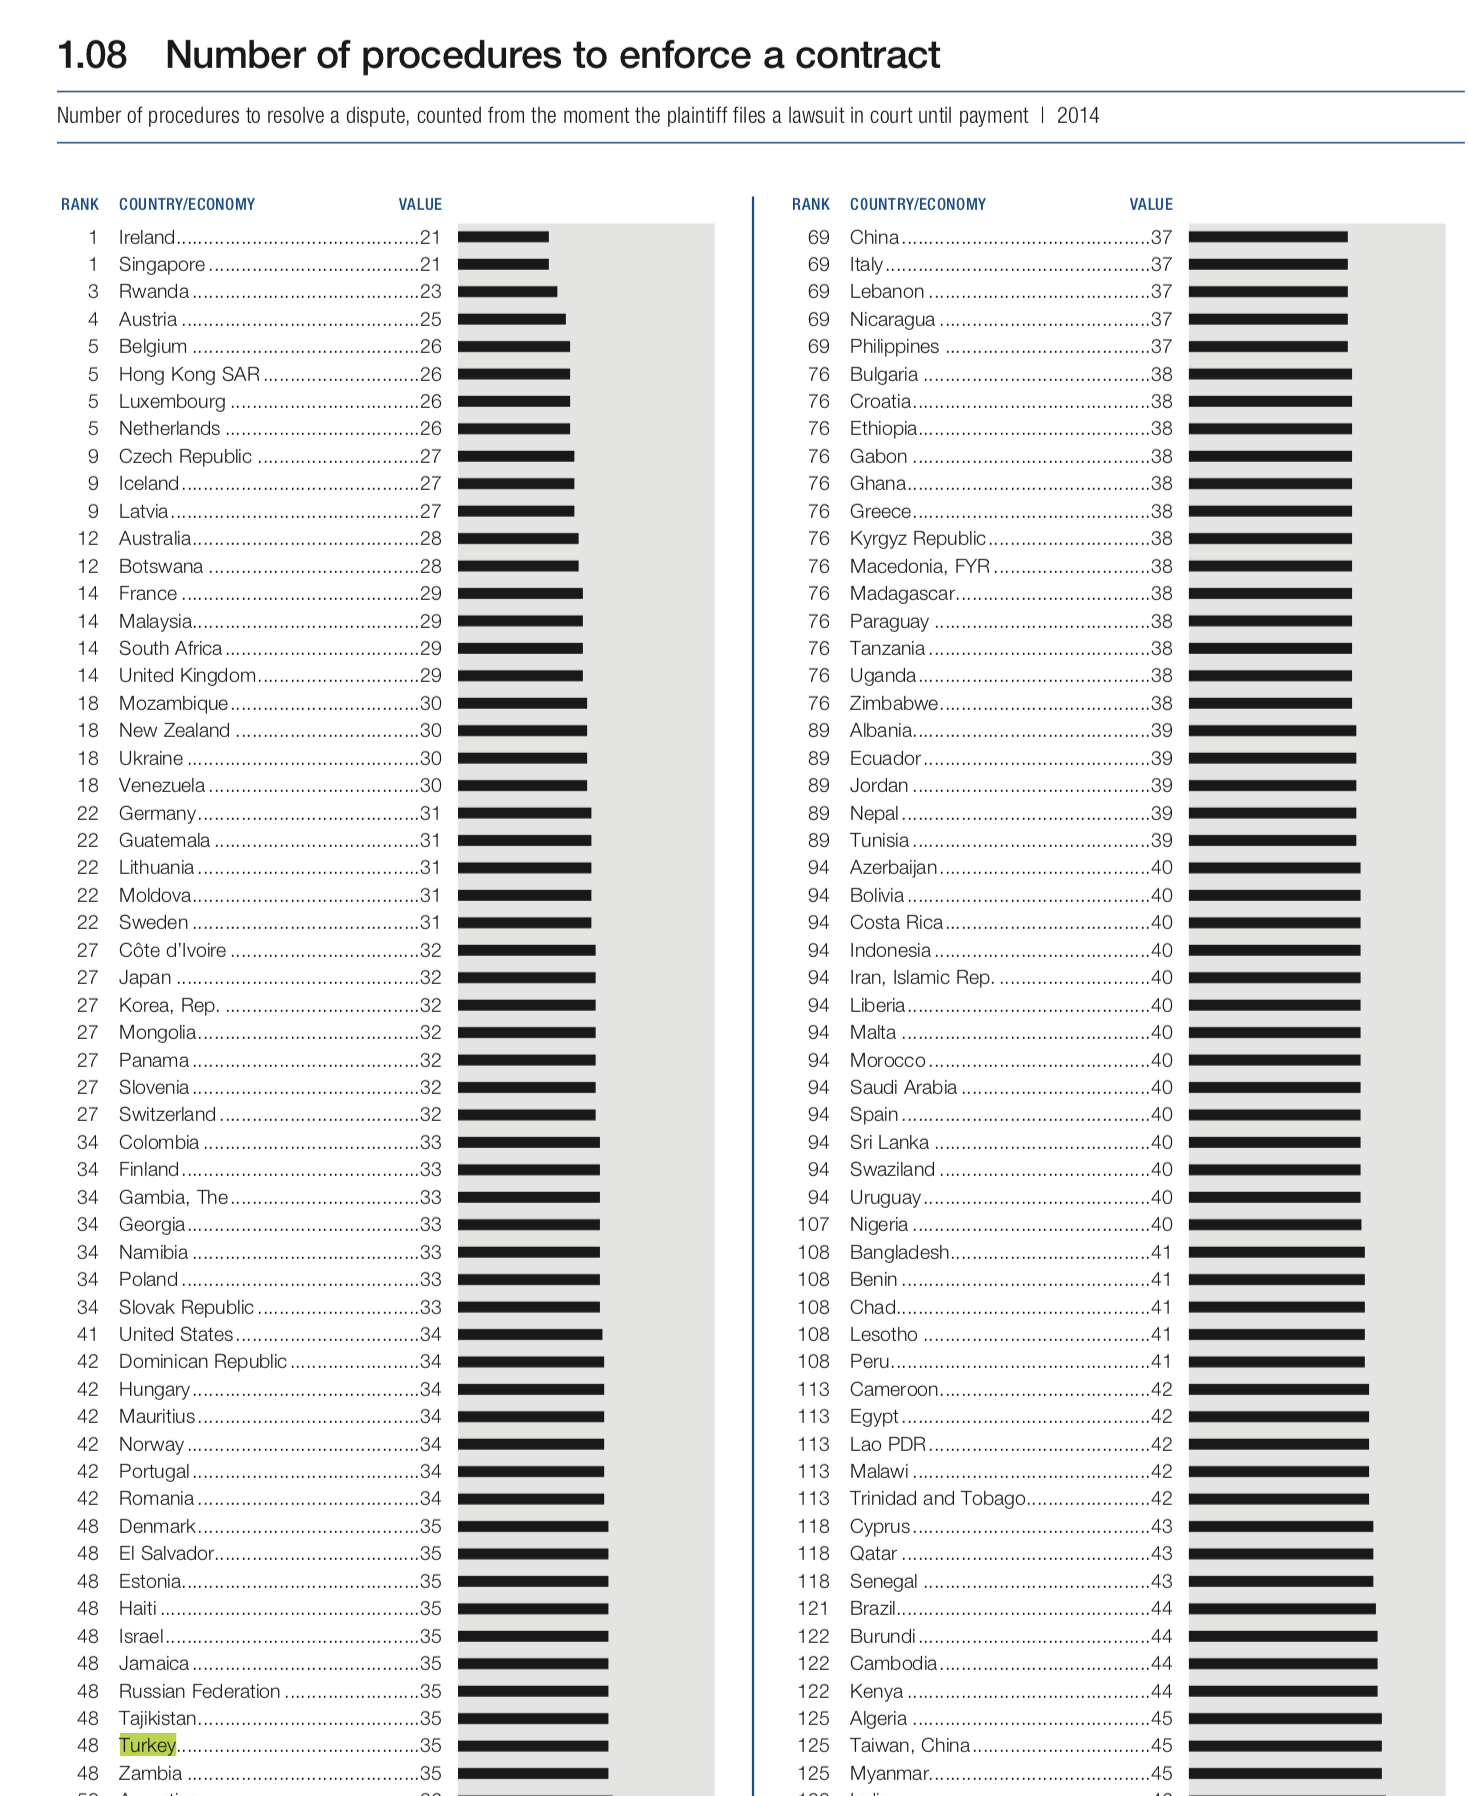 1.08 Number of procedures to enforce a contract
Number of procedures to resolve a dispute, counted from the moment the plaintiff files a lawsuit in court until payment | 2014
RANK COUNTRY/ECONOMY VALUE
1 Ireland 21
1 Singapore 21
3 Rwanda 23
4 Austria 25
5 Belgium 26
5 Hong Kong SAR 26
5 Luxembourg 26
5 Netherlands 26
9 Czech Republic 27
9 Iceland 27
9 Latvia 27
12 Australia 28
12 Botswana 28
14 France 29
14 Malaysia 29
14 South Africa 29
14 United Kingdom 29
18 Mozambique 30
18 New Zealand 30
18 Ukraine 30
18 Venezuela 30
22 Germany 31
22 Guatemala 31
22 Lithuania 31
22 Moldova 31
22 Sweden 31
27 Côte d'Ivoire 32
27 Japan 32
27 Korea, Rep. 32
27 Mongolia 32
27 Panama 32
27 Slovenia 32
27 Switzerland 32
34 Colombia 33
34 Finland 33
34 Gambia, The 33
34 Georgia 33
34 Namibia 33
34 Poland 33
34 Slovak Republic 33
41 United States 34
42 Dominican Republic 34
42 Hungary 34
42 Mauritius 34
42 Norway 34
42 Portugal 34
42 Romania 34
48 Denmark 35
48 El Salvador 35
48 Estonia 35
48 Haiti 35
48 Israel 35
48 Jamaica 35
48 Russian Federation 35
48 Tajikistan 35
48 Turkey 35
48 Zambia 35
RANK COUNTRY/ECONOMY VALUE
69 China 37
69 Italy 37
69 Lebanon 37
69 Nicaragua 37
69 Philippines 37
76 Bulgaria 38
76 Croatia 38
76 Ethiopia 38
76 Gabon 38
76 Ghana 38
76 Greece 38
76 Kyrgyz Republic 38
76 Macedonia, FYR 38
76 Madagascar 38
76 Paraguay 38
76 Tanzania 38
76 Uganda 38
76 Zimbabwe 38
89 Albania 39
89 Ecuador 39
89 Jordan 39
89 Nepal 39
89 Tunisia 39
94 Azerbaijan 40
94 Bolivia 40
94 Costa Rica 40
94 Indonesia 40
94 Iran, Islamic Rep. 40
94 Liberia 40
94 Malta 40
94 Morocco 40
94 Saudi Arabia 40
94 Spain 40
94 Sri Lanka 40
94 Swaziland 40
94 Uruguay 40
107 Nigeria 40
108 Bangladesh 41
108 Benin 41
108 Chad 41
108 Lesotho 41
108 Peru 41
113 Cameroon 42
113 Egypt 42
113 Lao PDR 42
113 Malawi 42
113 Trinidad and Tobago 42
118 Cyprus 43
118 Qatar 43
118 Senegal 43
121 Brazil 44
122 Burundi 44
122 Cambodia 44
122 Kenya 44
125 Algeria 45
125 Taiwan, China 45
125 Myanmar 45